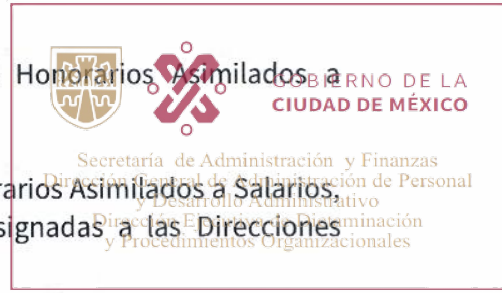 Honorarios Asimilados a
GOBIERNO DE LA
CIUDAD DE MÉXICO
Secretaría de Administración y Finanzas
Dirección General de Administración de Personal
y Desarrollo Administrativo
Dirección Ejecutiva de Dictaminación
y Procedimientos Organizacionales
rarios Asimilados a Salarios,
signadas a las Direcciones